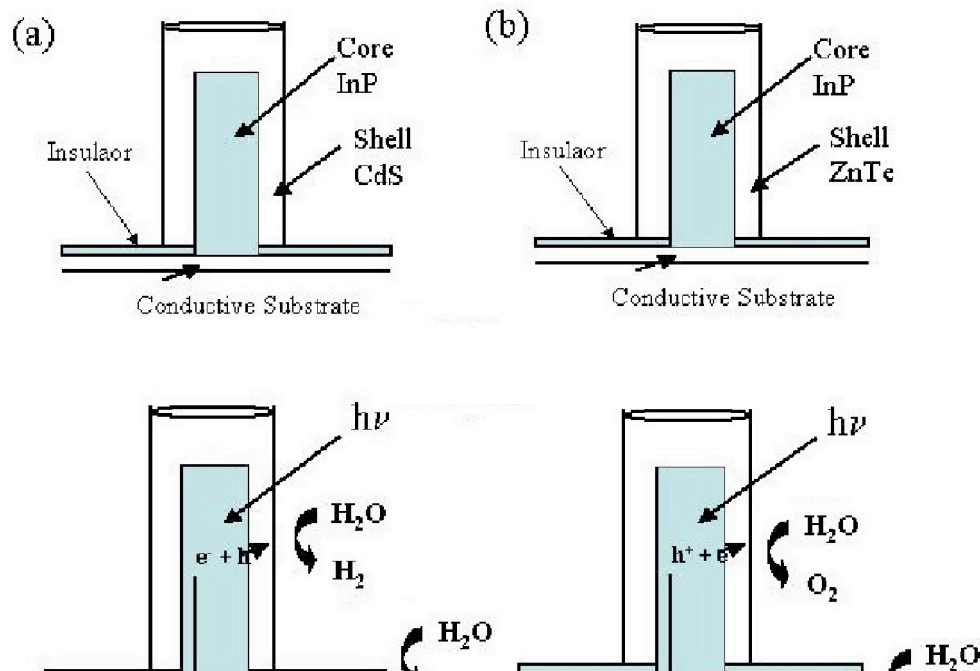 (a)
Core
InP
Insulaor
Shell
CdS
Conductive Substrate
(b)
Core
InP
Insulaor
Shell
ZnTe
Conductive Substrate
hν
e⁻ + h
H₂O
H₂
H₂O
hν
h⁺ + e
H₂O
O₂
H₂O